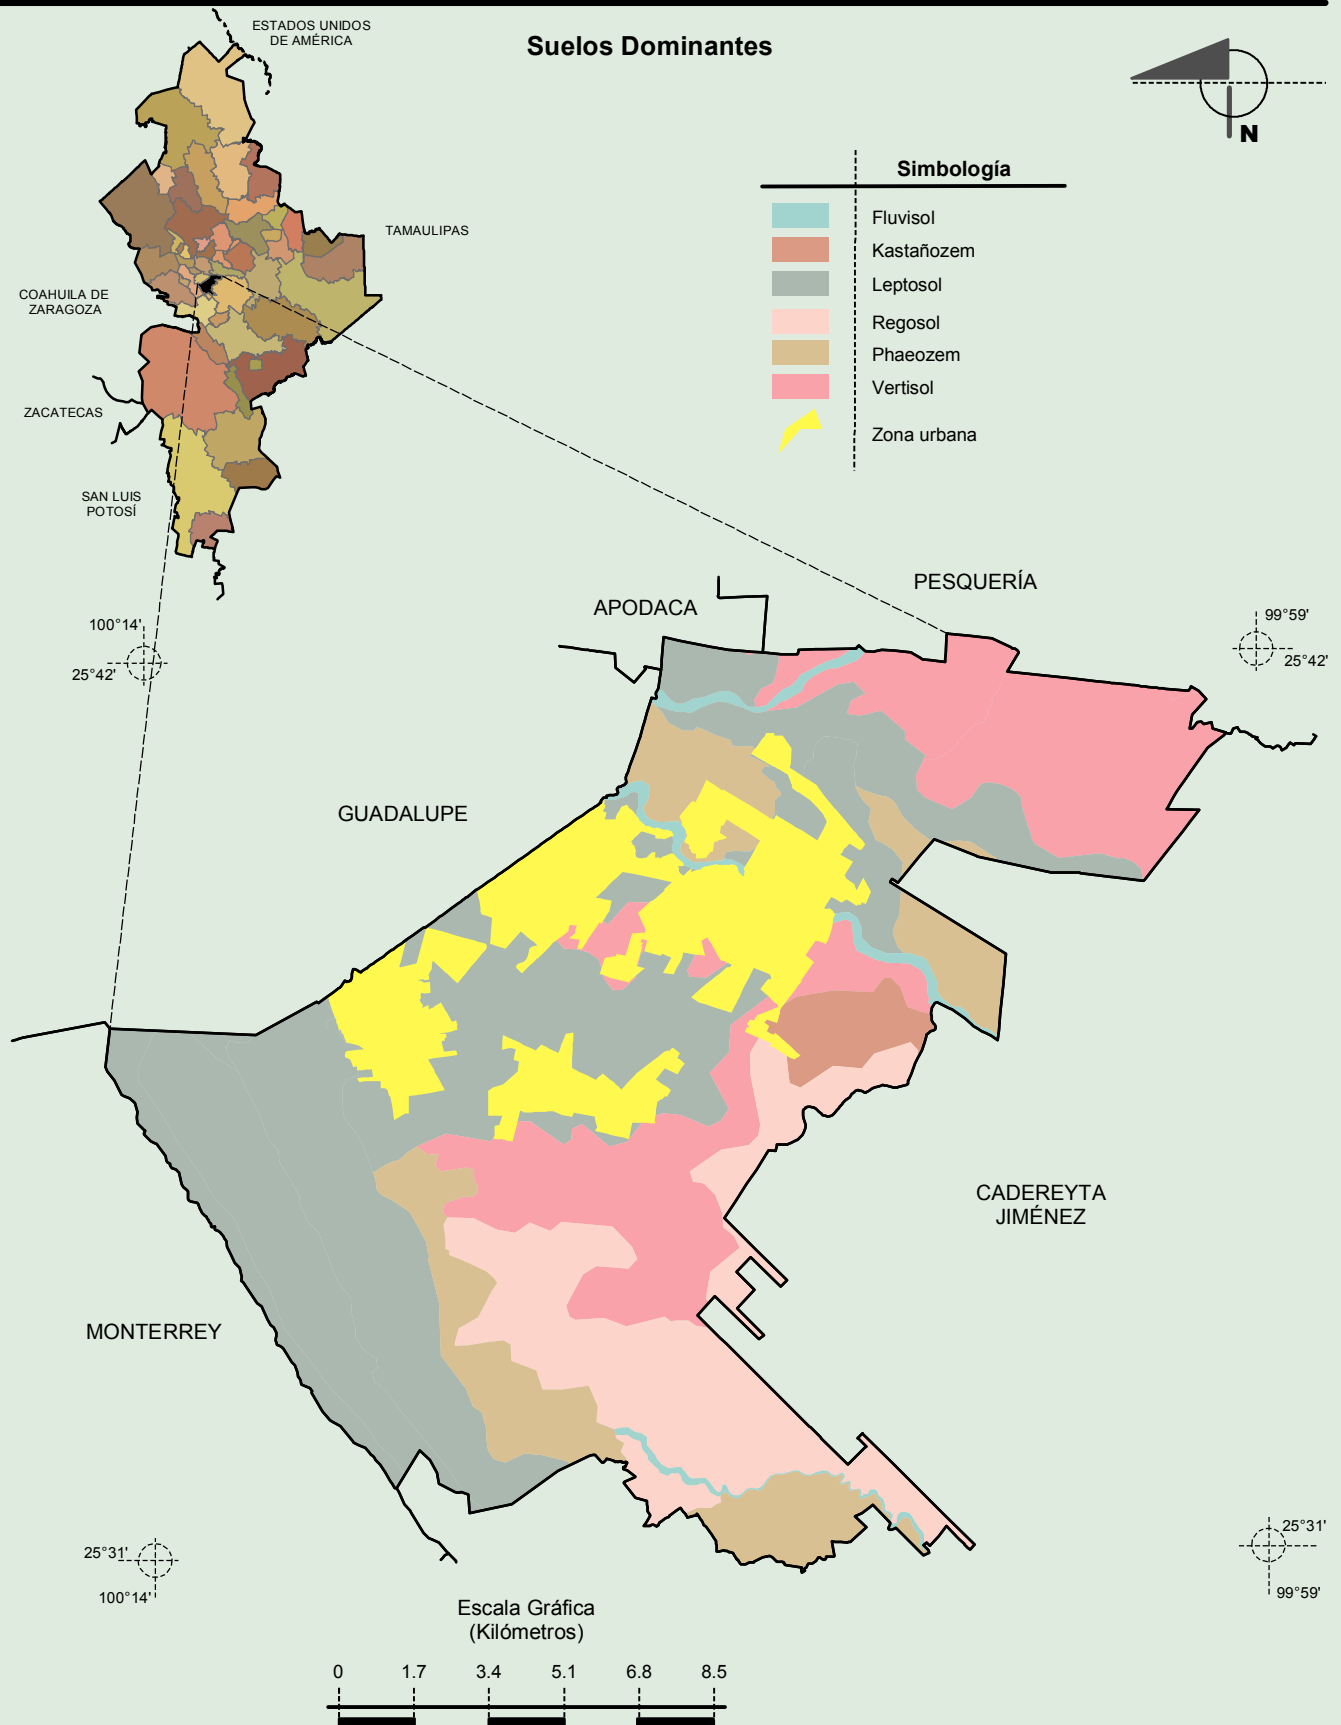 Suelos Dominantes
ESTADOS UNIDOS
DE AMÉRICA
TAMAULIPAS
COAHUILA DE
ZARAGOZA
ZACATECAS
SAN LUIS
POTOSÍ
N
Simbología
Fluvisol
Kastañozem
Leptosol
Regosol
Phaeozem
Vertisol
Zona urbana
PESQUERÍA
APODACA
100°14'
25°42'
99°59'
25°42'
GUADALUPE
CADEREYTA
JIMÉNEZ
MONTERREY
25°31'
100°14'
25°31'
99°59'
Escala Gráfica
(Kilómetros)
0 1.7 3.4 5.1 6.8 8.5